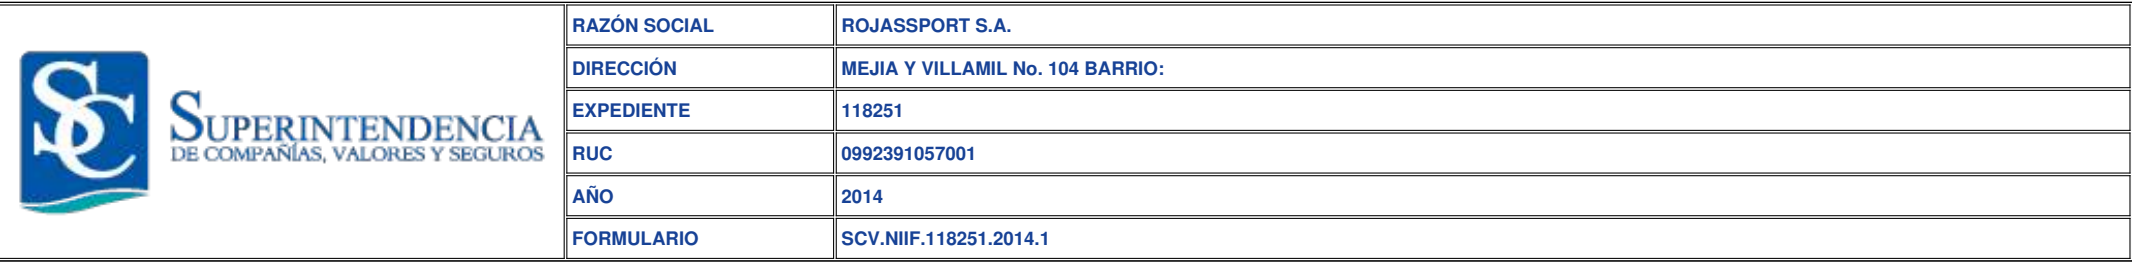 SC
SUPERINTENDENCIA
DE COMPAÑÍAS, VALORES Y SEGUROS
RAZÓN SOCIAL ROJASSPORT S.A.
DIRECCIÓN MEJIA Y VILLAMIL No. 104 BARRIO:
EXPEDIENTE 118251
RUC 0992391057001
AÑO 2014
FORMULARIO SCV.NIIF.118251.2014.1